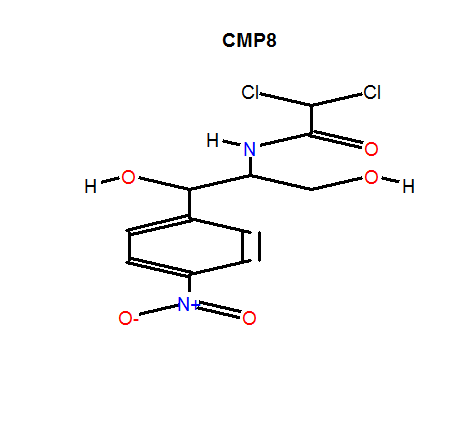 CMP8
Cl Cl
H N O
H O O H
N+
O- O